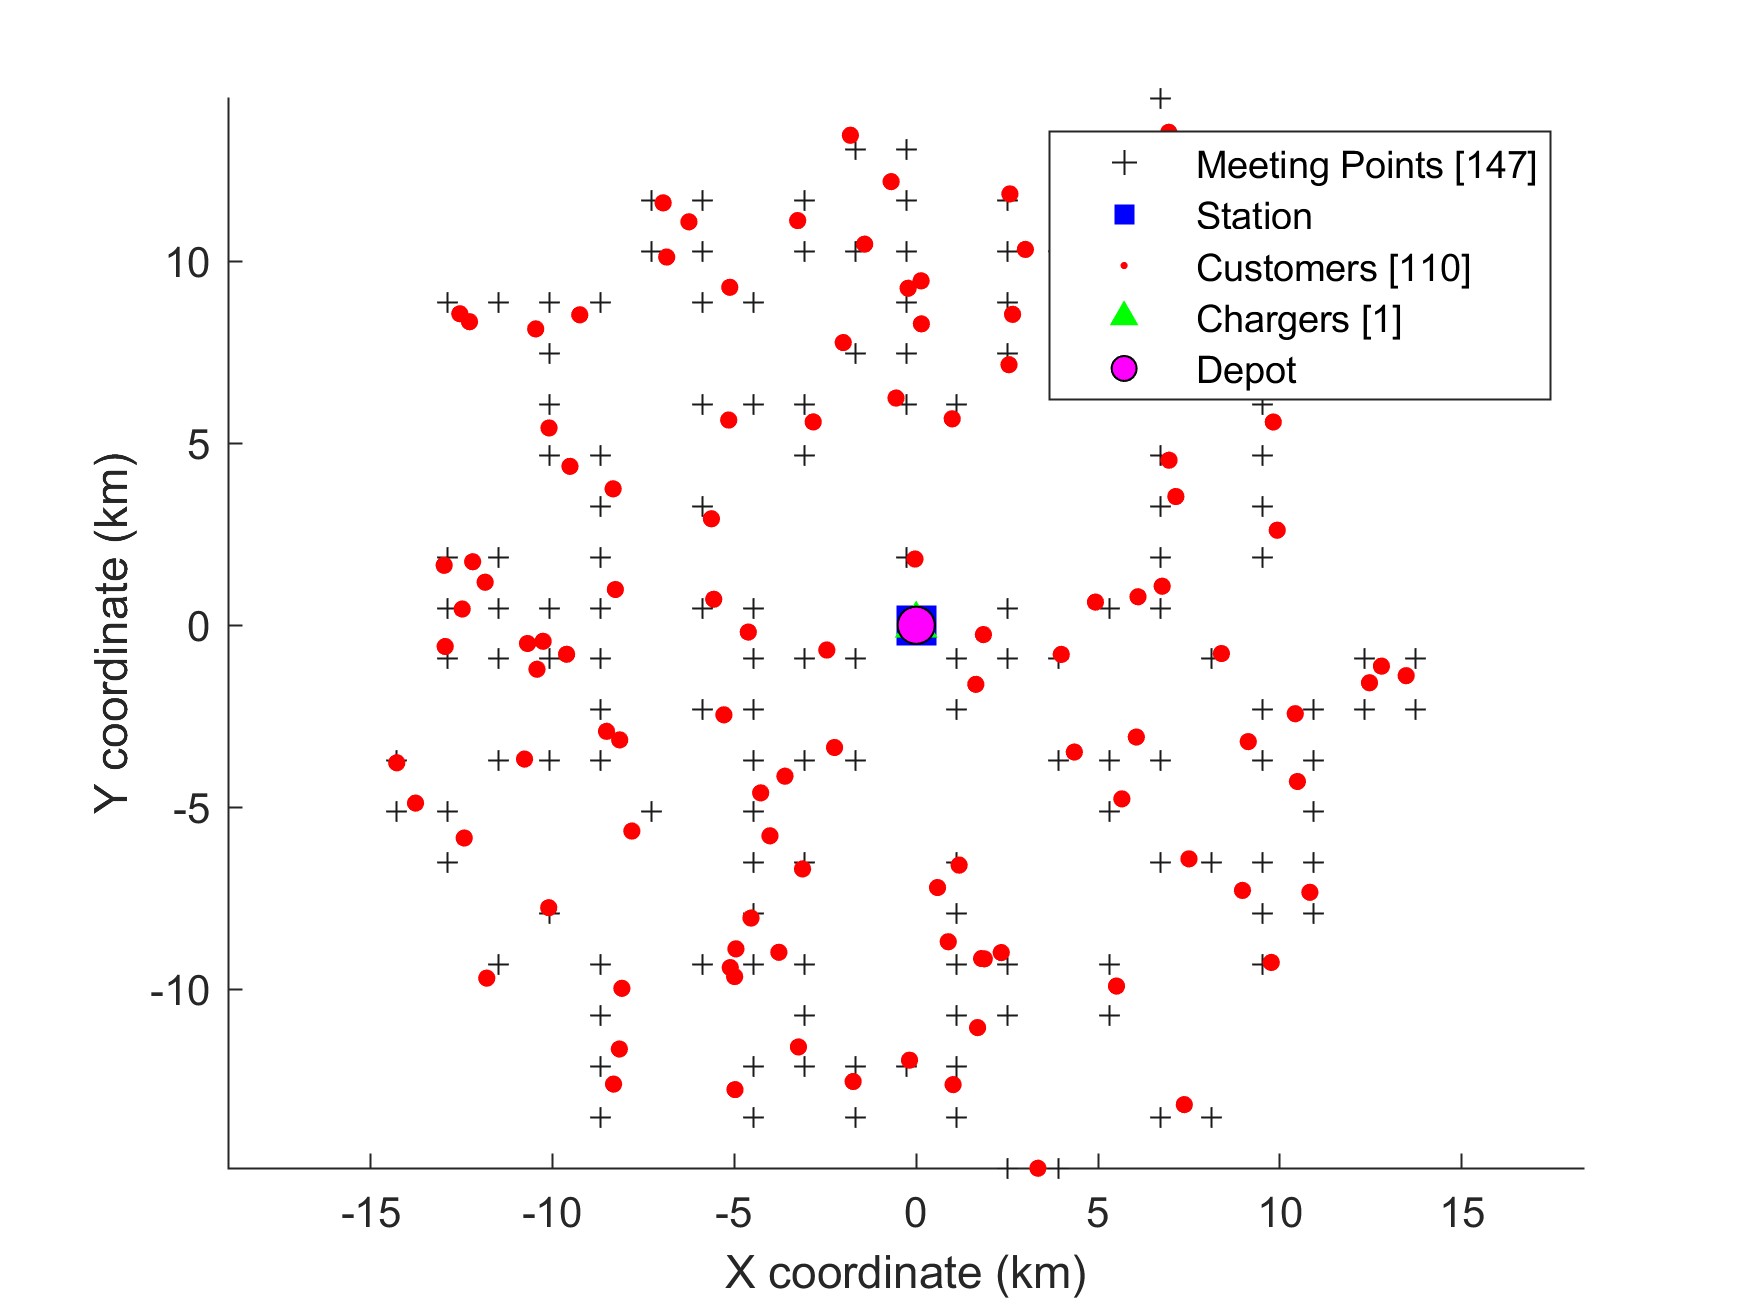 Meeting Points [147]
Station
Customers [110]
Chargers [1]
Depot
10
5
0
-5
-10
Y coordinate (km)
-15
-10
-5
0
5
10
15
X coordinate (km)